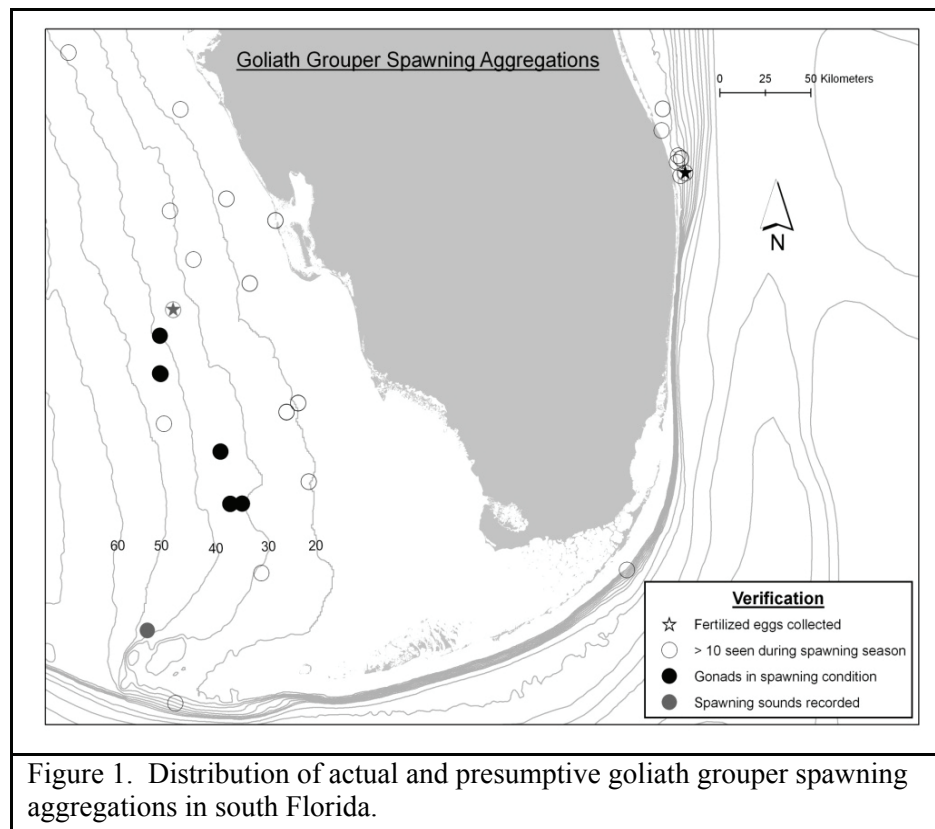 Goliath Grouper Spawning Aggregations
0 25 50 Kilometers
N
60 50 40 30 20
Verification
Fertilized eggs collected
> 10 seen during spawning season
Gonads in spawning condition
Spawning sounds recorded
Figure 1. Distribution of actual and presumptive goliath grouper spawning
aggregations in south Florida.